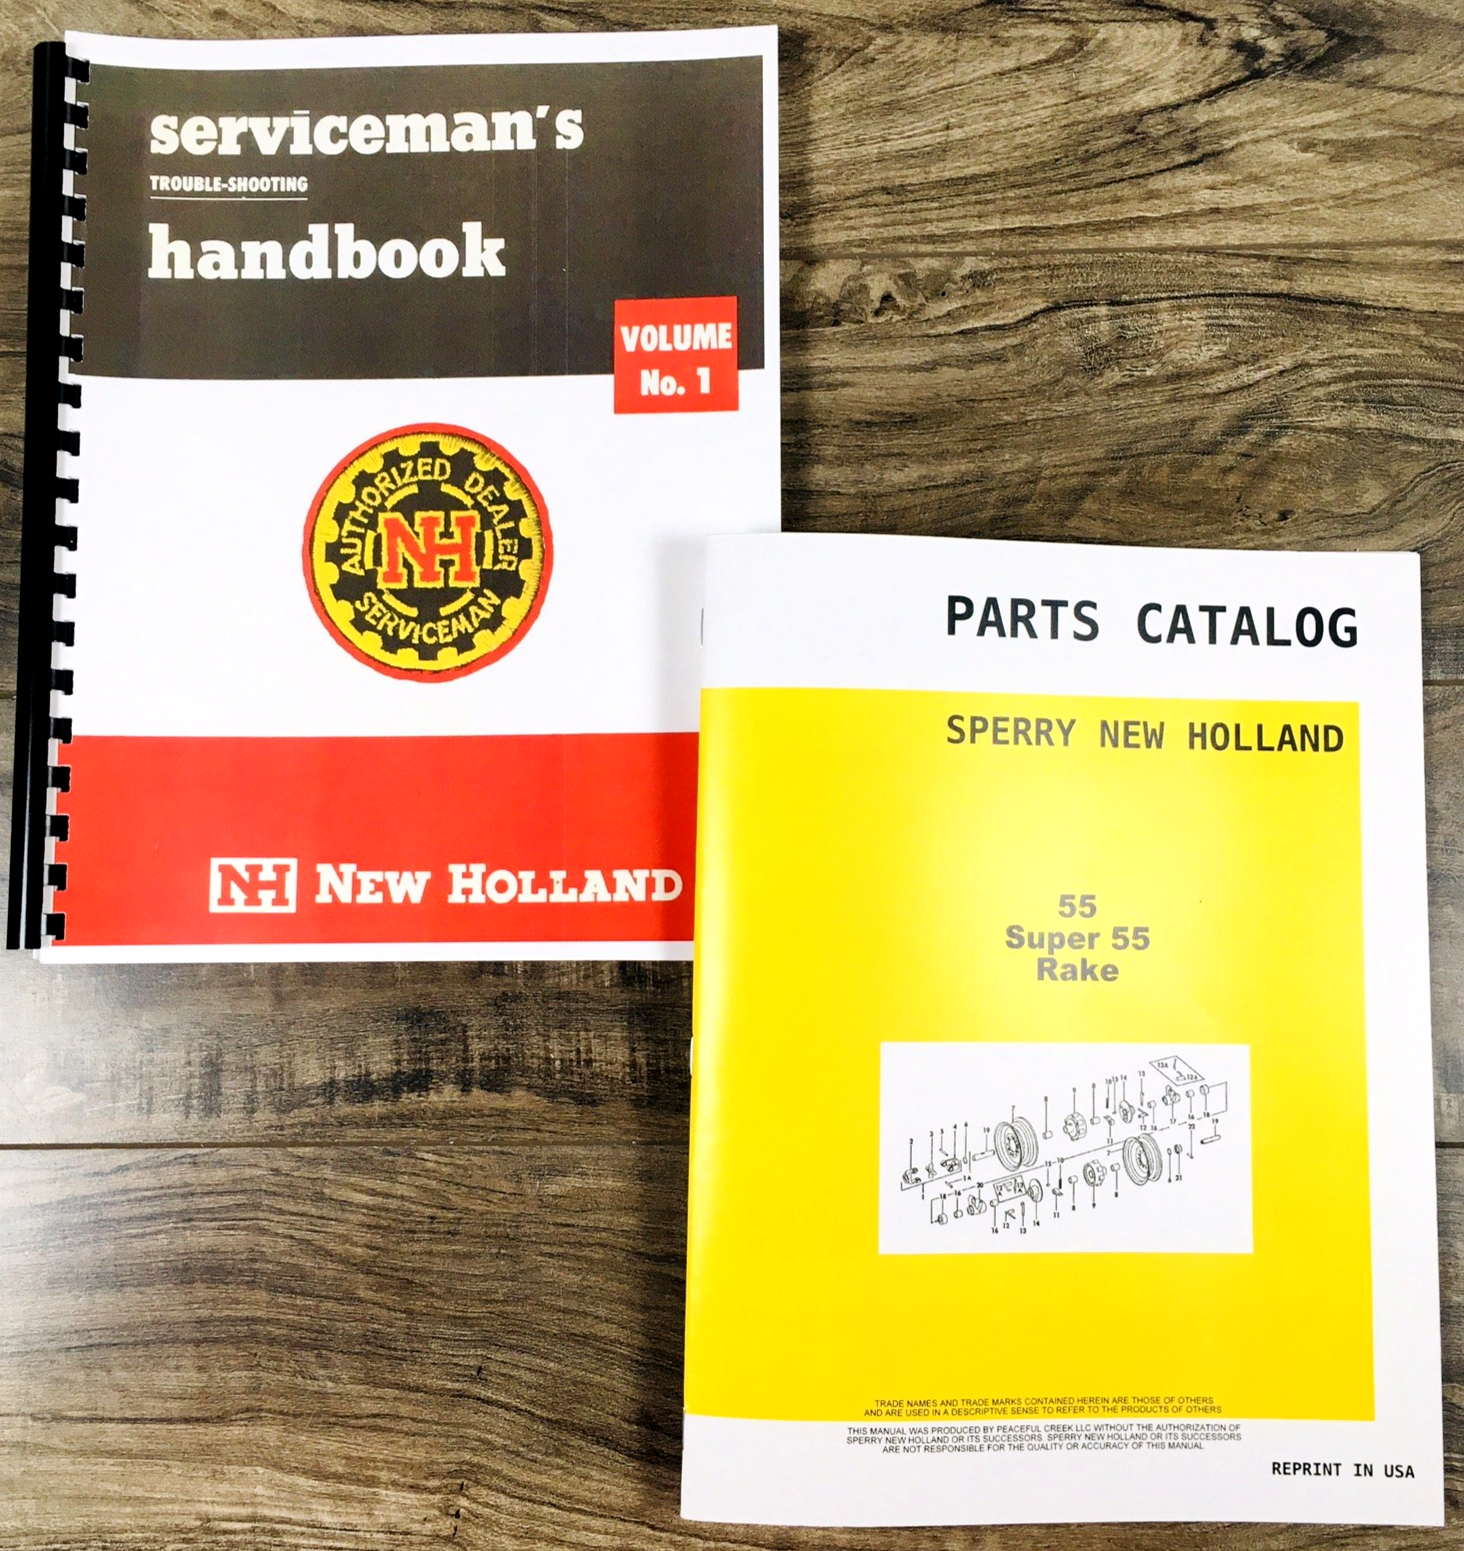 serviceman's
TROUBLE-SHOOTING
handbook
VOLUME
No. 1
AUTHORIZED DEALER
NH
SERVICEMAN
NH NEW HOLLAND
PARTS CATALOG
SPERRY NEW HOLLAND
55
Super 55
Rake
TRADE NAMES AND TRADE MARKS CONTAINED HEREIN ARE THOSE OF OTHERS
AND ARE USED IN A DESCRIPTIVE SENSE TO REFER TO THE PRODUCTS OF OTHERS
THIS MANUAL WAS PRODUCED BY PEACEFUL CREEK LLC WITHOUT THE AUTHORIZATION OF
SPERRY NEW HOLLAND OR ITS SUCCESSORS. SPERRY NEW HOLLAND OR ITS SUCCESSORS
ARE NOT RESPONSIBLE FOR THE QUALITY OR ACCURACY OF THIS MANUAL
REPRINT IN USA